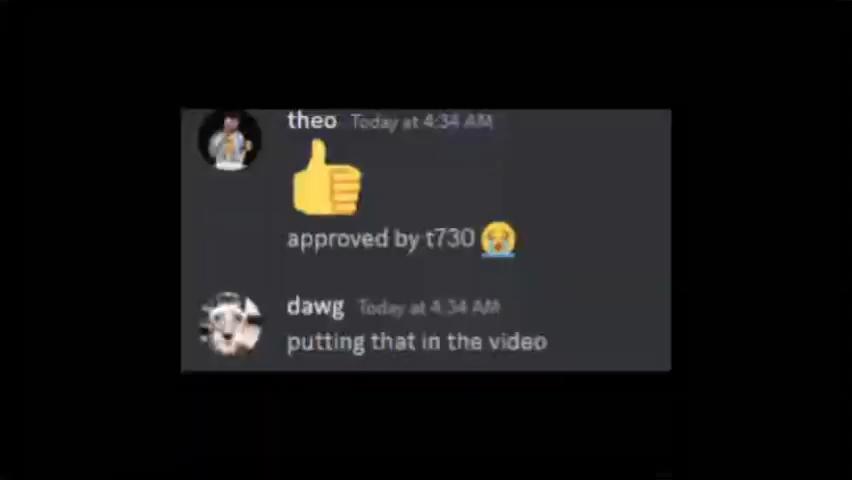 theo Today at 4:34 AM
👍
approved by t730 😭
dawg Today at 4:34 AM
putting that in the video